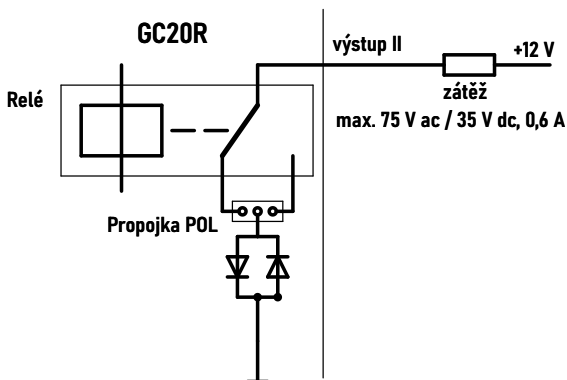 GC20R
výstup II
+12 V
Relé
zátěž
max. 75 V ac / 35 V dc, 0,6 A
Propojka POL